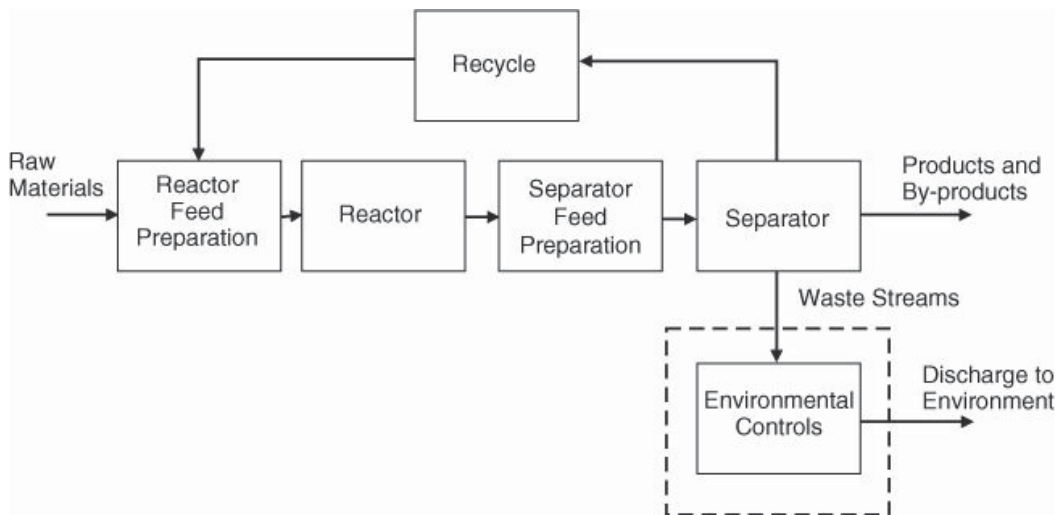 Recycle
Raw
Materials
Reactor
Feed
Preparation
Reactor
Separator
Feed
Preparation
Separator
Products and
By-products
Waste Streams
Environmental
Controls
Discharge to
Environment